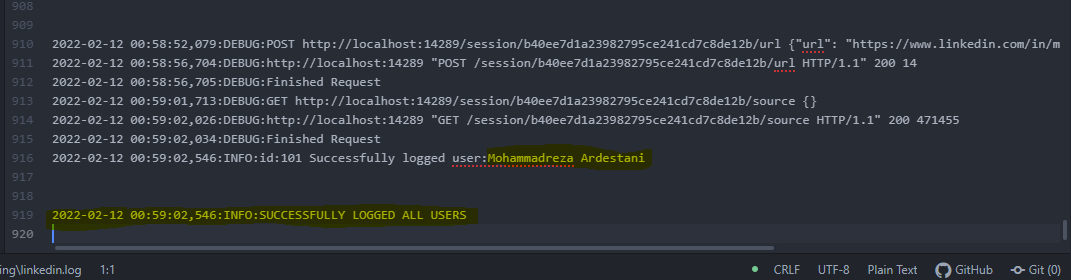 908
909
910 2022-02-12 00:58:52,079:DEBUG:POST http://localhost:14289/session/b40ee7d1a23982795ce241cd7c8de12b/url {"url": "https://www.linkedin.com/in/m
911 2022-02-12 00:58:56,704:DEBUG:http://localhost:14289 "POST /session/b40ee7d1a23982795ce241cd7c8de12b/url HTTP/1.1" 200 14
912 2022-02-12 00:58:56,705:DEBUG:Finished Request
913 2022-02-12 00:59:01,713:DEBUG:GET http://localhost:14289/session/b40ee7d1a23982795ce241cd7c8de12b/source {}
914 2022-02-12 00:59:02,026:DEBUG:http://localhost:14289 "GET /session/b40ee7d1a23982795ce241cd7c8de12b/source HTTP/1.1" 200 471455
915 2022-02-12 00:59:02,034:DEBUG:Finished Request
916 2022-02-12 00:59:02,546:INFO:id:101 Successfully logged user:Mohammadreza Ardestani
917
918
919 2022-02-12 00:59:02,546:INFO:SUCCESSFULLY LOGGED ALL USERS
920
ing\linkedin.log 1:1 CRLF UTF-8 Plain Text GitHub Git (0)